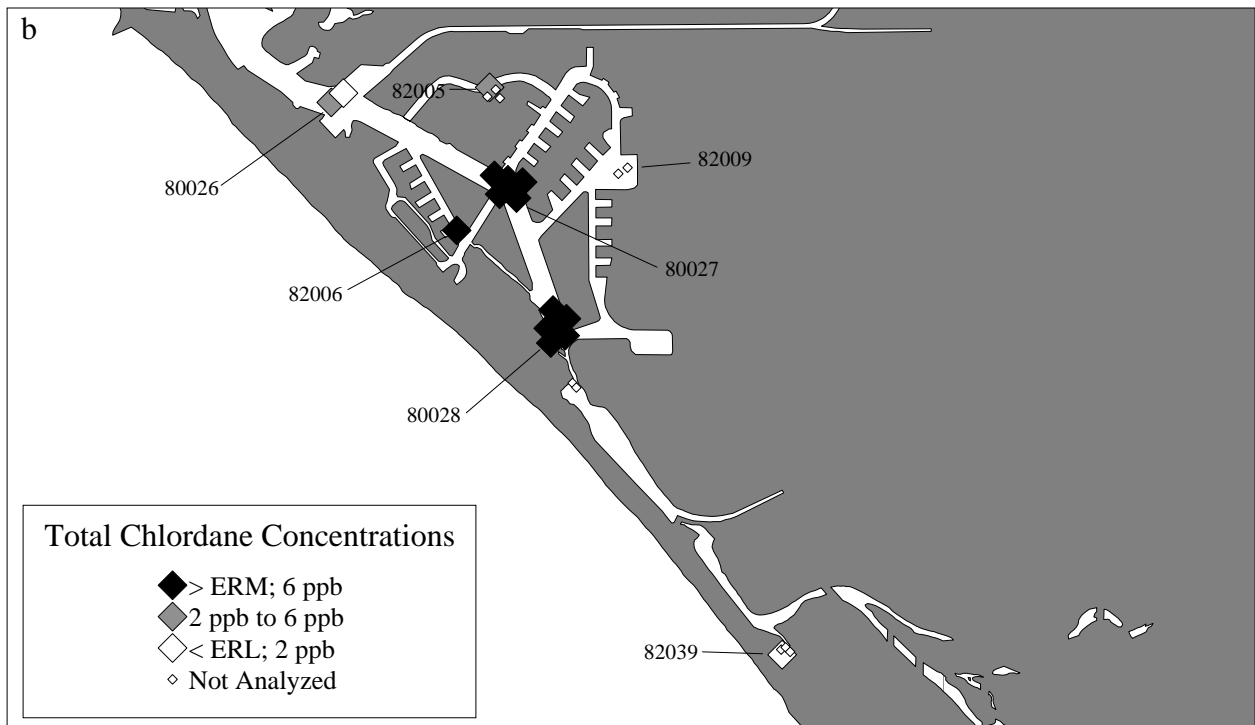 b
82005
82009
80026
80027
82006
80028
Total Chlordane Concentrations
> ERM; 6 ppb
2 ppb to 6 ppb
< ERL; 2 ppb
Not Analyzed
82039